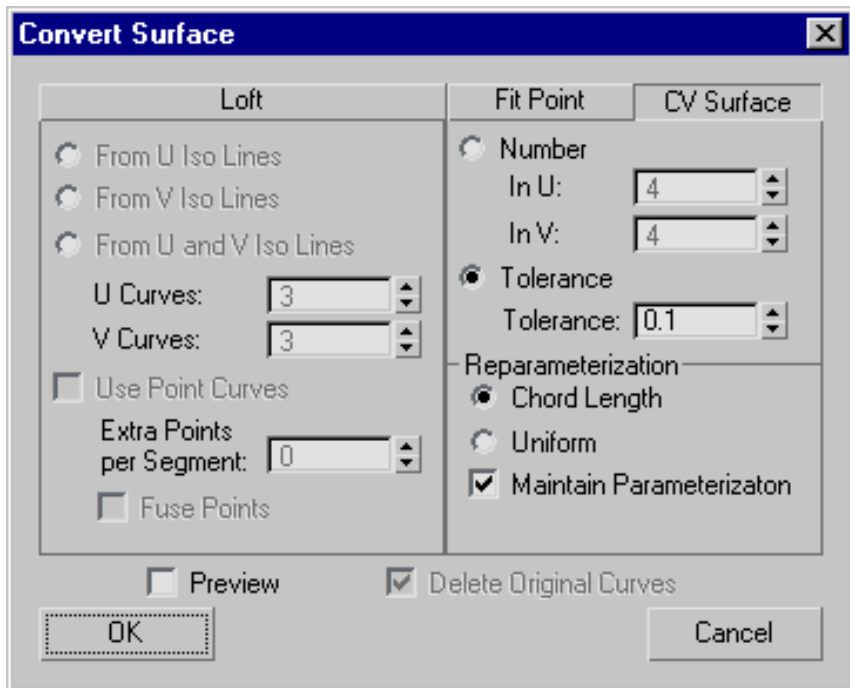 Convert Surface
Loft
From U Iso Lines
From V Iso Lines
From U and V Iso Lines
U Curves: 3
V Curves: 3
Use Point Curves
Extra Points
per Segment: 0
Fuse Points
Fit Point
CV Surface
Number
In U: 4
In V: 4
Tolerance
Tolerance: 0.1
Reparameterization
Chord Length
Uniform
Maintain Parameterizaton
Preview
Delete Original Curves
OK
Cancel